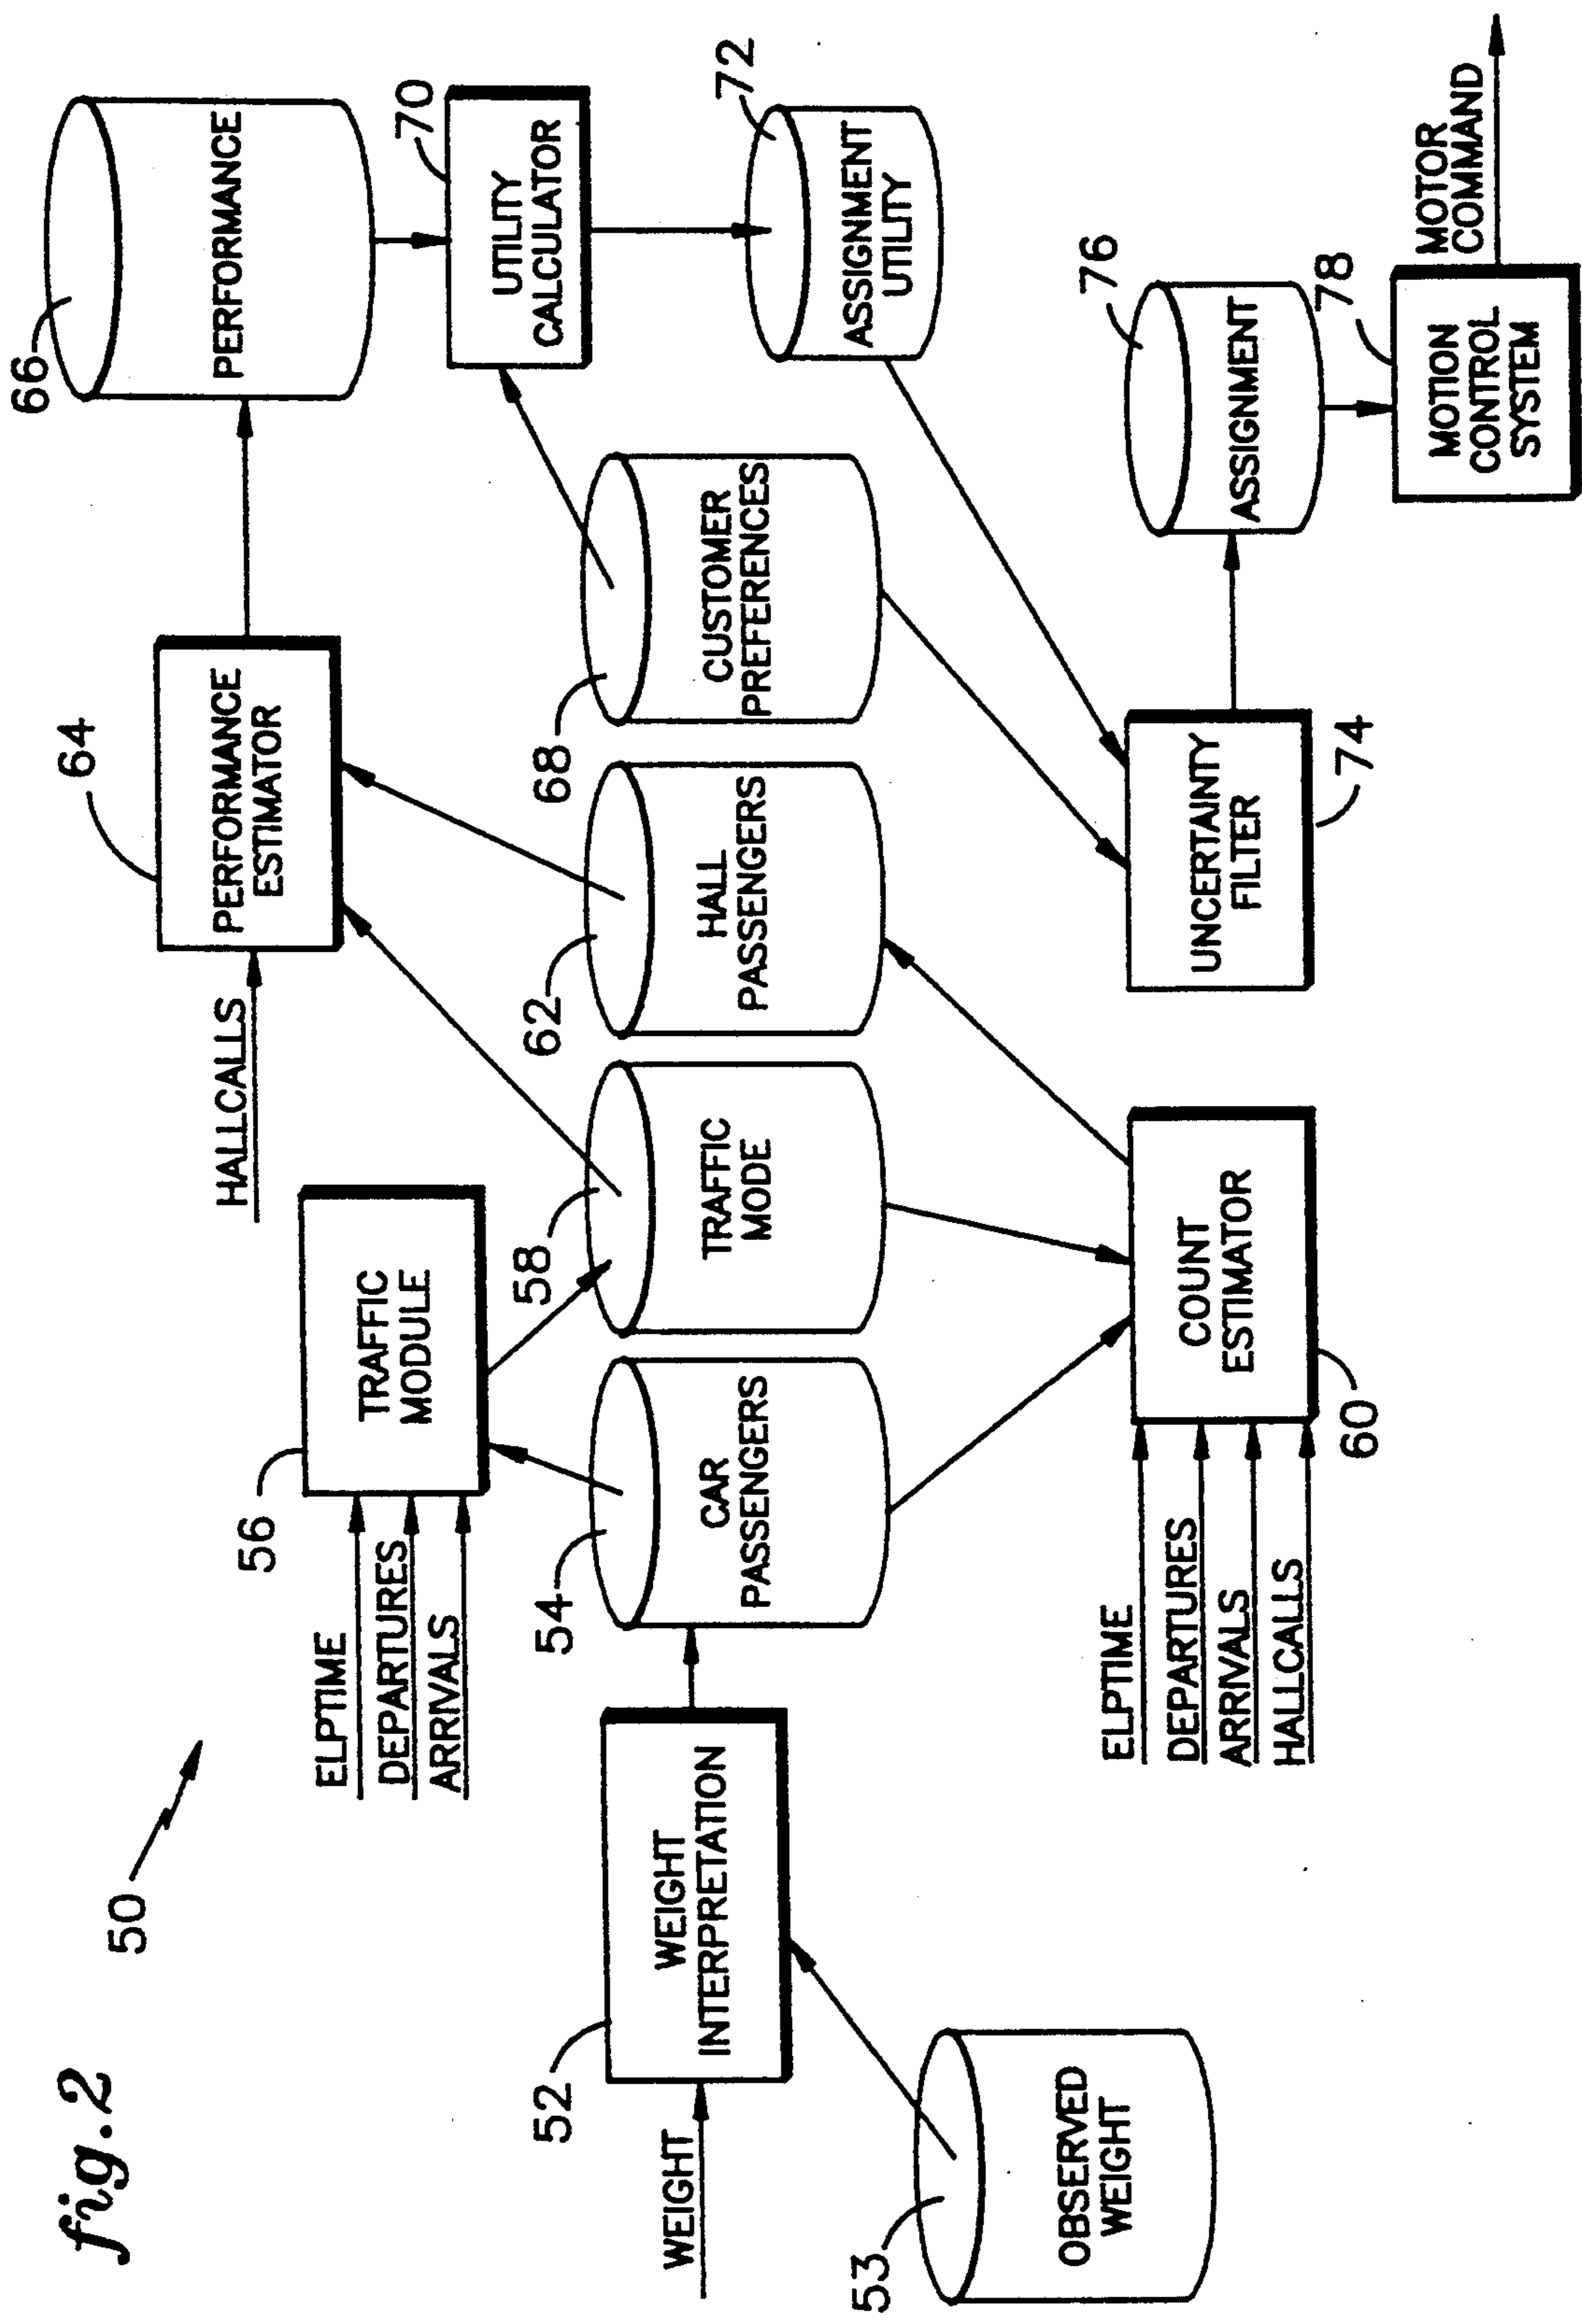 fig.2
50
66
PERFORMANCE
64
PERFORMANCE
ESTIMATOR
HALLCALLS
70
UTILITY
CALCULATOR
56
TRAFFIC
MODULE
ELPTIME
DEPARTURES
ARRIVALS
72
ASSIGNMENT
UTILITY
68
CUSTOMER
PREFERENCES
62
HALL
PASSENGERS
58
TRAFFIC
MODE
54
CAR
PASSENGERS
52
WEIGHT
INTERPRETATION
WEIGHT
53
OBSERVED
WEIGHT
60
COUNT
ESTIMATOR
ELPTIME
DEPARTURES
ARRIVALS
HALLCALLS
74
UNCERTAINTY
FILTER
76
ASSIGNMENT
78
MOTION
CONTROL
SYSTEM
MOTOR
COMMAND